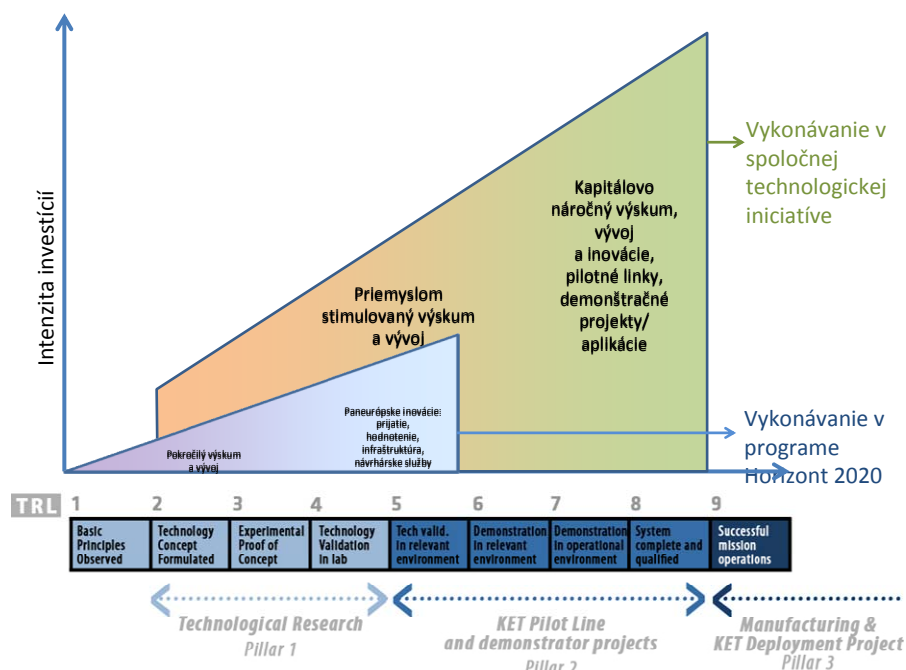 Intenzita investícií
Vykonávanie v
spoločnej
technologickej
iniciatíve
Kapitálovo
náročný výskum,
vývoj
a inovácie,
pilotné linky,
demonštračné
projekty/
aplikácie
Priemyslom
stimulovaný výskum
a vývoj
Paneurópske inovácie:
prijatie,
hodnotenie,
infraštruktúra,
návrhárske služby
Pokročilý výskum
a vývoj
Vykonávanie v
programe
Horizont 2020
TRL 1 2 3 4 5 6 7 8 9
Basic
Principles
Observed
Technology
Concept
Formulated
Experimental
Proof of
Concept
Technology
Validation
In lab
Tech valid.
In relevant
environment
Demonstration
In relevant
environment
Demonstration
In operational
environment
System
complete and
qualified
Successful
mission
operations
Technological Research
Pillar 1
KET Pilot Line
and demonstrator projects
Pillar 2
Manufacturing &
KET Deployment Project
Pillar 3